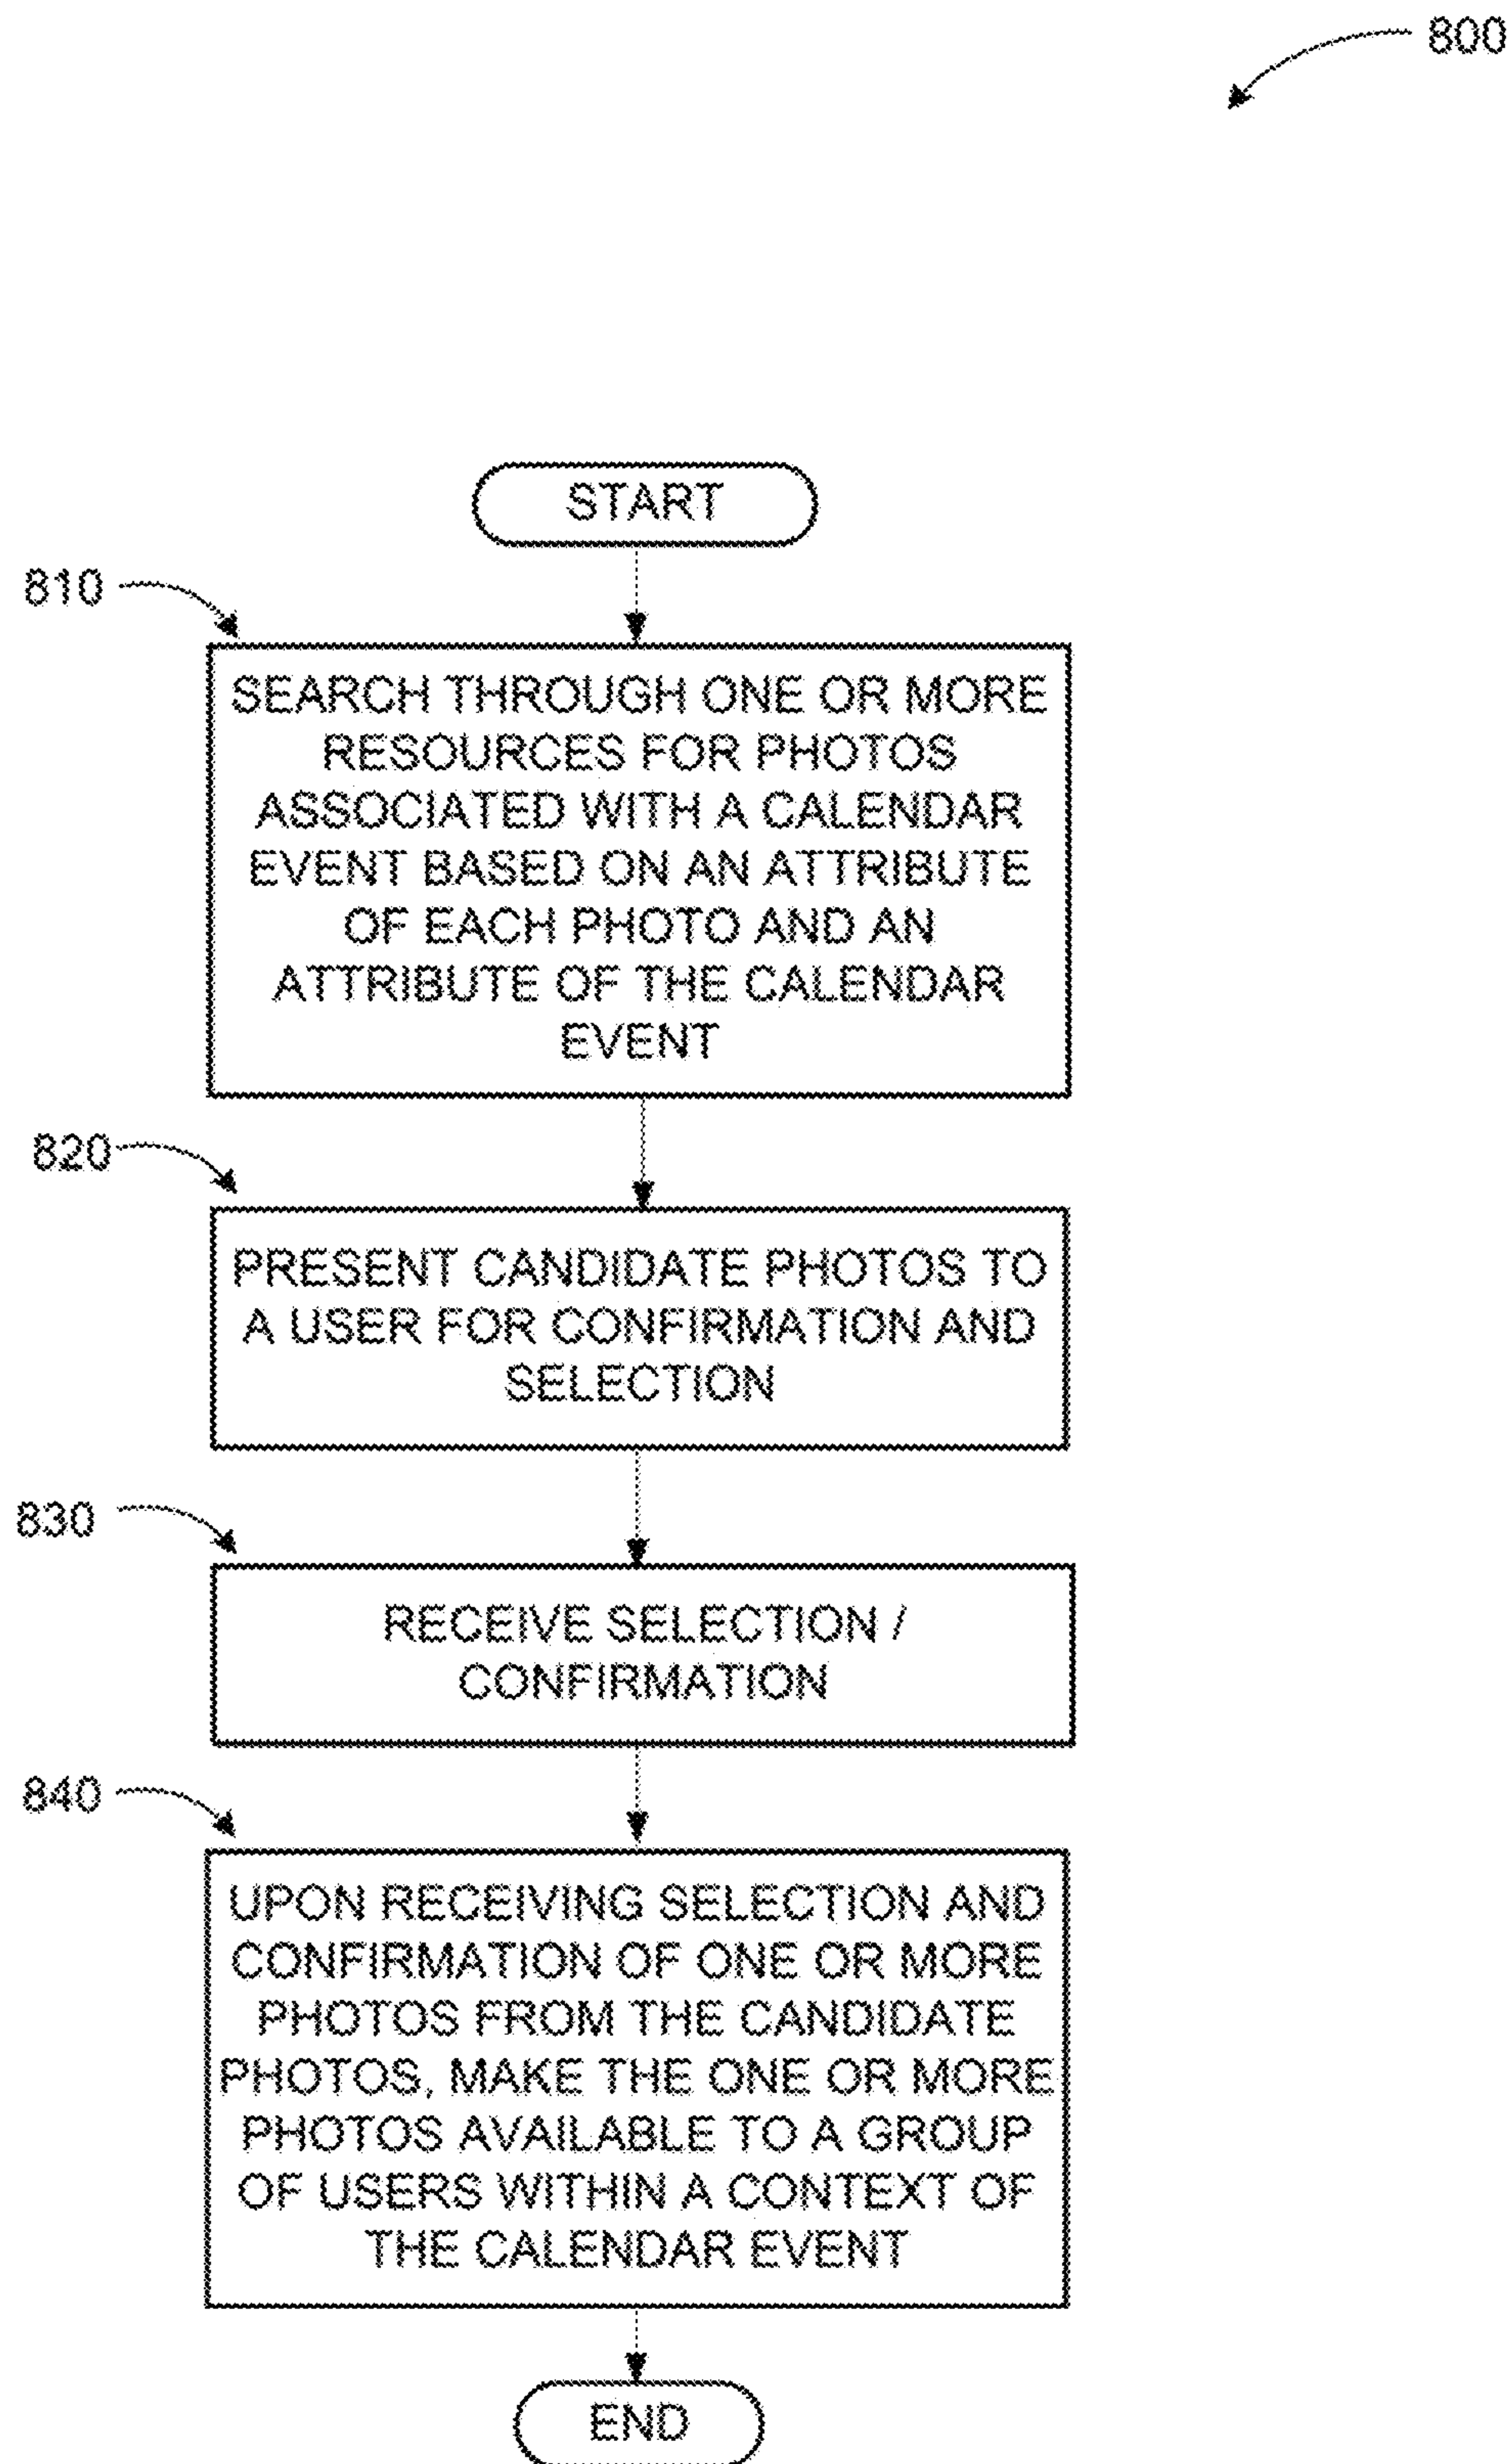 800
START
810
SEARCH THROUGH ONE OR MORE
RESOURCES FOR PHOTOS
ASSOCIATED WITH A CALENDAR
EVENT BASED ON AN ATTRIBUTE
OF EACH PHOTO AND AN
ATTRIBUTE OF THE CALENDAR
EVENT
820
PRESENT CANDIDATE PHOTOS TO
A USER FOR CONFIRMATION AND
SELECTION
830
RECEIVE SELECTION /
CONFIRMATION
840
UPON RECEIVING SELECTION AND
CONFIRMATION OF ONE OR MORE
PHOTOS FROM THE CANDIDATE
PHOTOS, MAKE THE ONE OR MORE
PHOTOS AVAILABLE TO A GROUP
OF USERS WITHIN A CONTEXT OF
THE CALENDAR EVENT
END